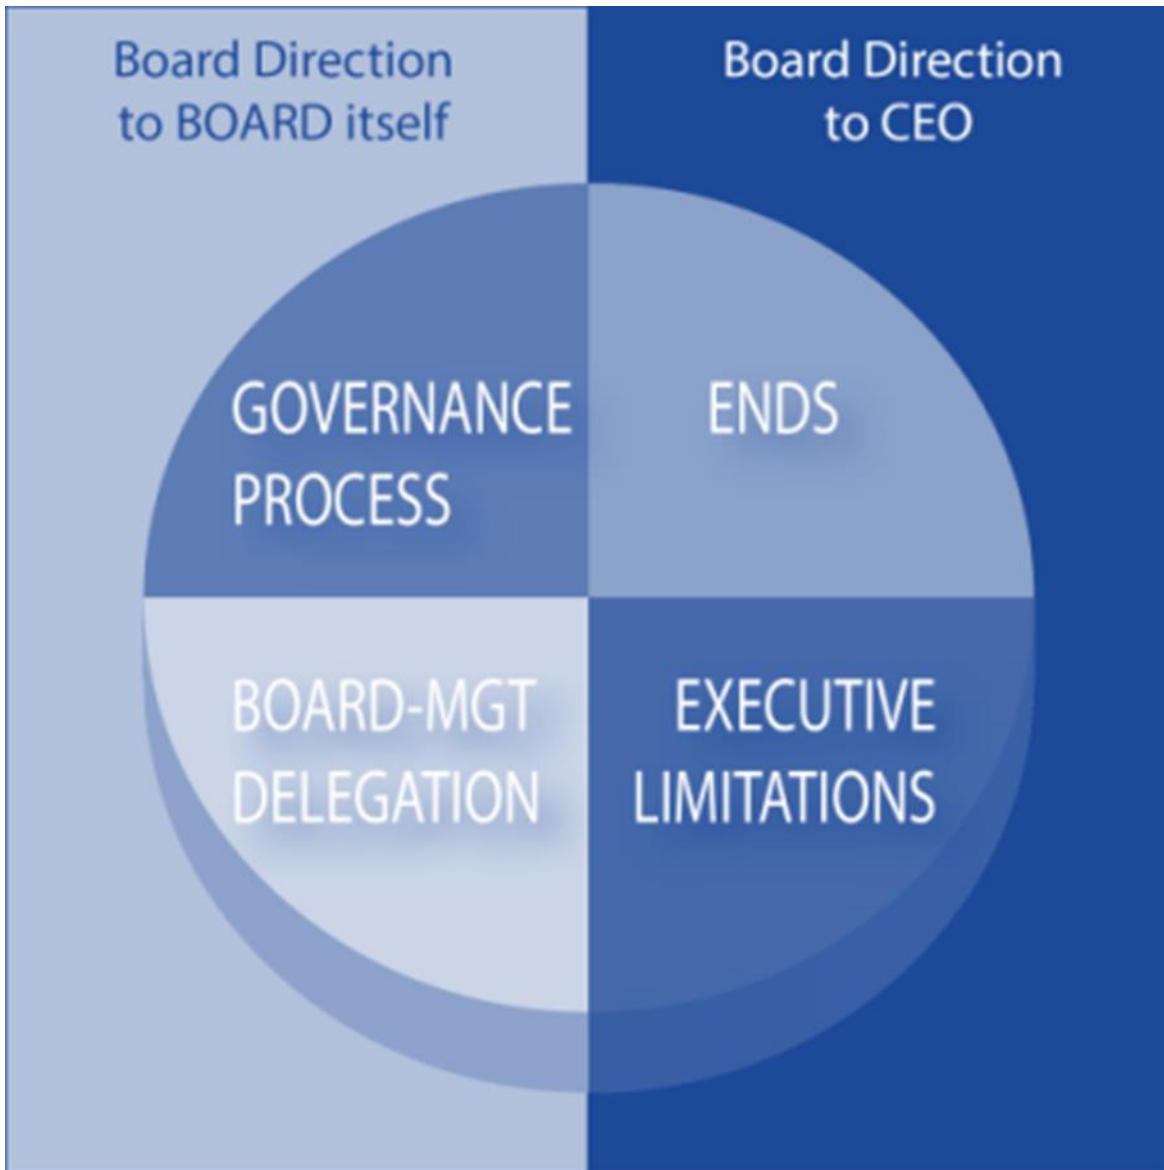 Board Direction
to BOARD itself
Board Direction
to CEO
GOVERNANCE
PROCESS
ENDS
BOARD-MGT
DELEGATION
EXECUTIVE
LIMITATIONS